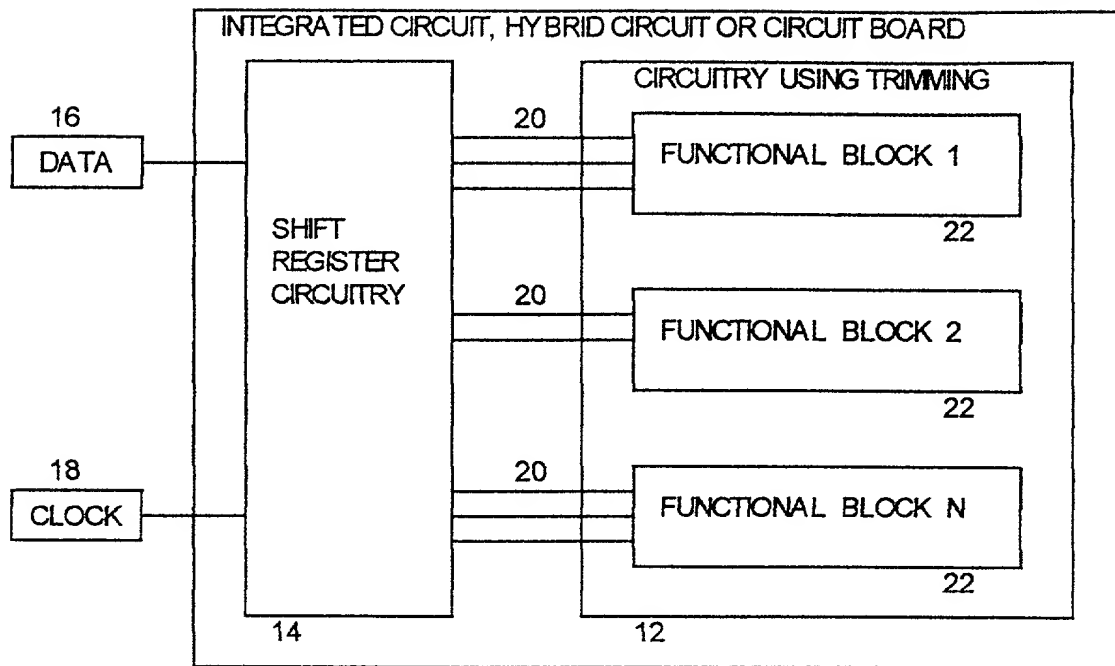 INTEGRATED CIRCUIT, HYBRID CIRCUIT OR CIRCUIT BOARD
CIRCUITRY USING TRIMMING
16
DATA
20
FUNCTIONAL BLOCK 1
22
SHIFT
REGISTER
CIRCUITRY
20
FUNCTIONAL BLOCK 2
22
18
CLOCK
20
FUNCTIONAL BLOCK N
22
14
12